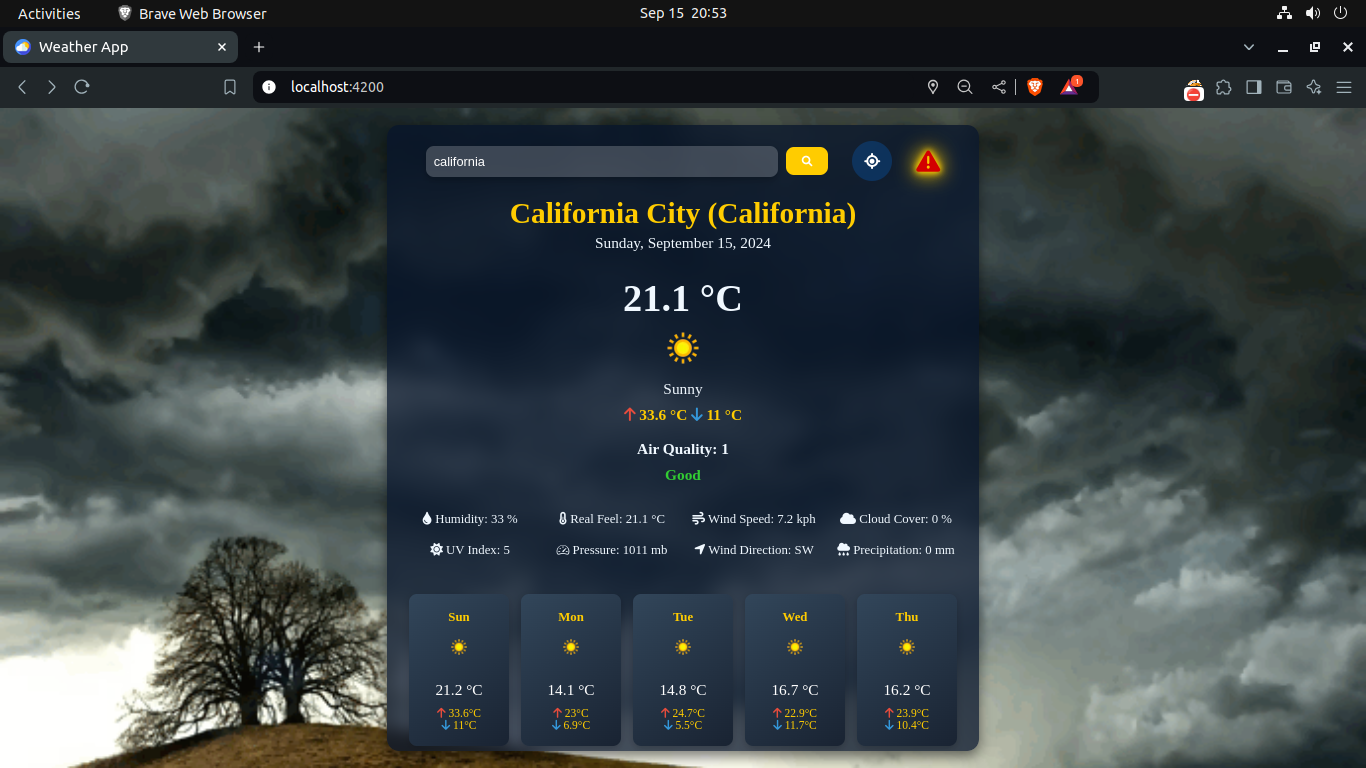 Activities Brave Web Browser Sep 15 20:53
Weather App
localhost:4200 1
california
California City (California)
Sunday, September 15, 2024
21.1 °C
Sunny
33.6 °C 11 °C
Air Quality: 1
Good
Humidity: 33 % Real Feel: 21.1 °C Wind Speed: 7.2 kph Cloud Cover: 0 %
UV Index: 5 Pressure: 1011 mb Wind Direction: SW Precipitation: 0 mm
Sun Mon Tue Wed Thu
21.2 °C 14.1 °C 14.8 °C 16.7 °C 16.2 °C
33.6°C 23°C 24.7°C 22.9°C 23.9°C
11°C 6.9°C 5.5°C 11.7°C 10.4°C